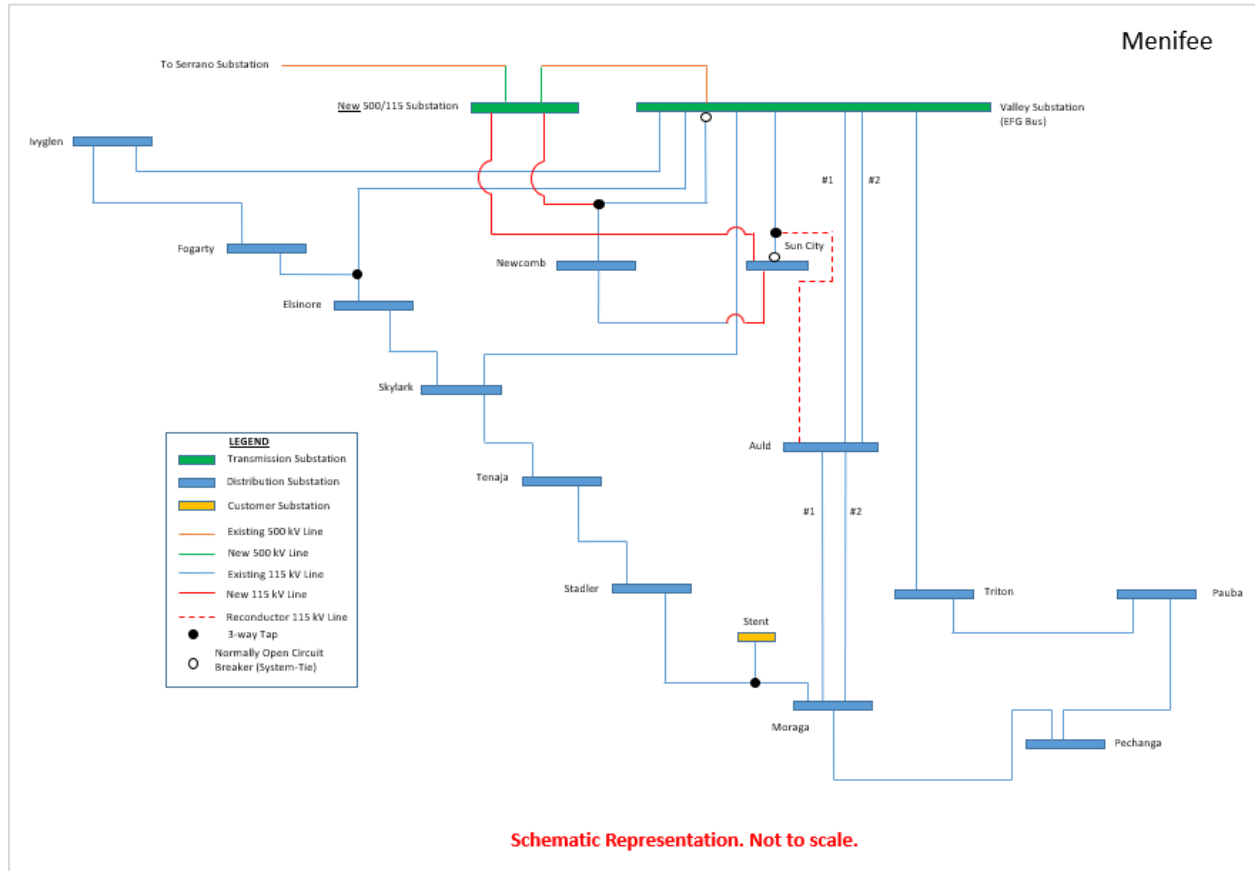 Menifee
To Serrano Substation
New 500/115 Substation
Valley Substation
(EFG Bus)
Ivyglen
#1
#2
Fogarty
Sun City
Newcomb
Elsinore
Skylark
Auld
LEGEND
Transmission Substation
Distribution Substation
Customer Substation
Existing 500 kV Line
New 500 kV Line
Existing 115 kV Line
New 115 kV Line
Reconductor 115 kV Line
3-way Tap
Normally Open Circuit
Breaker (System-Tie)
Tenaja
#1
#2
Stadler
Triton
Pauba
Stent
Moraga
Pechanga
Schematic Representation. Not to scale.